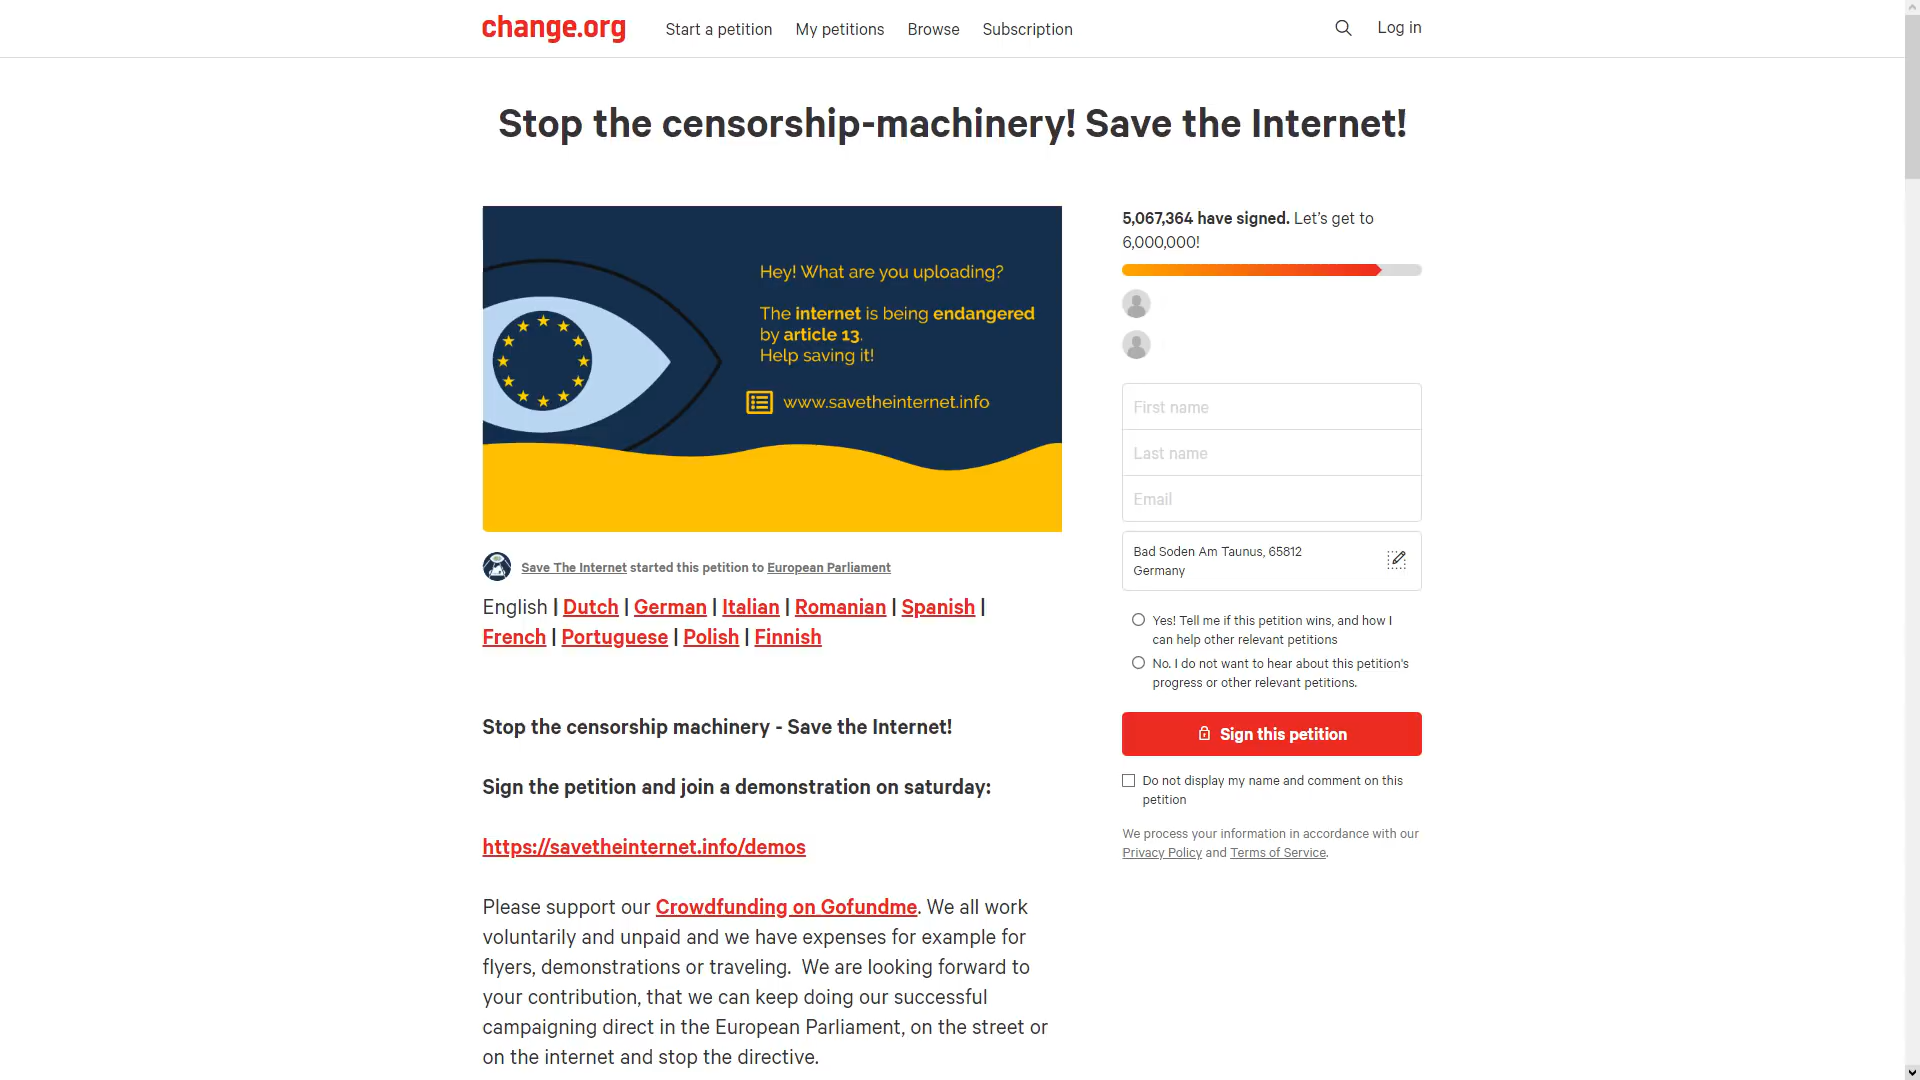 change.org
Start a petition
My petitions
Browse
Subscription
Log in
Stop the censorship-machinery! Save the Internet!
Hey! What are you uploading?
The internet is being endangered
by article 13.
Help saving it!
www.savetheinternet.info
Save The Internet started this petition to European Parliament
English | Dutch | German | Italian | Romanian | Spanish |
French | Portuguese | Polish | Finnish
Stop the censorship machinery - Save the Internet!
Sign the petition and join a demonstration on saturday:
https://savetheinternet.info/demos
Please support our Crowdfunding on Gofundme. We all work
voluntarily and unpaid and we have expenses for example for
flyers, demonstrations or traveling.  We are looking forward to
your contribution, that we can keep doing our successful
campaigning direct in the European Parliament, on the street or
on the internet and stop the directive.
5,067,364 have signed. Let’s get to
6,000,000!
First name
Last name
Email
Bad Soden Am Taunus, 65812
Germany
Yes! Tell me if this petition wins, and how I
can help other relevant petitions
No. I do not want to hear about this petition's
progress or other relevant petitions.
Sign this petition
Do not display my name and comment on this
petition
We process your information in accordance with our
Privacy Policy and Terms of Service.